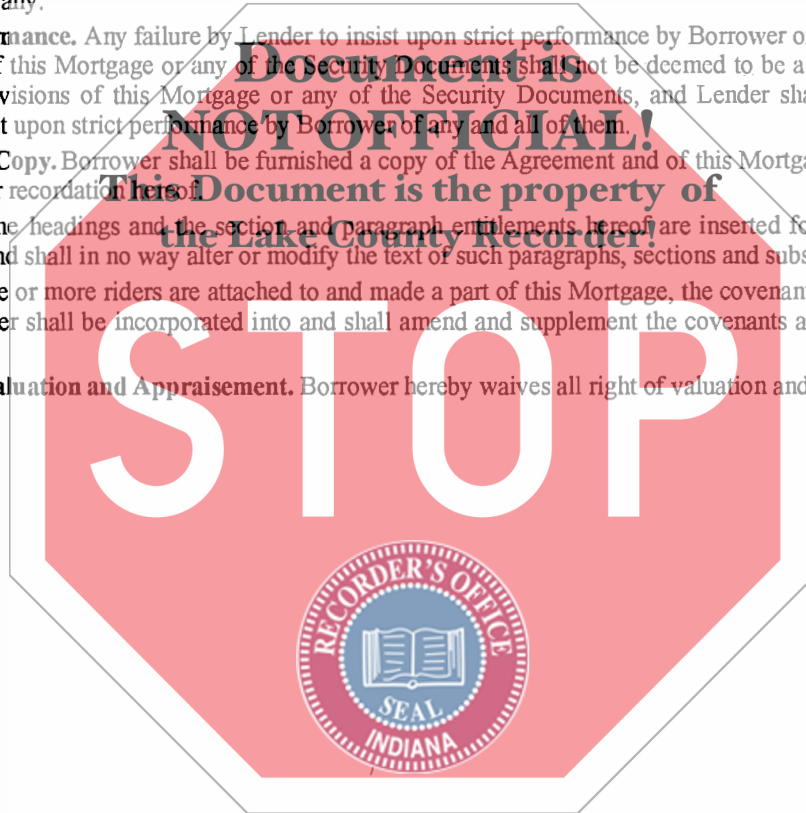 any.
mance. Any failure by Lender to insist upon strict performance by Borrower o
Document is
f this Mortgage or any of the Security Documents shall not be deemed to be a
visions of this Mortgage or any of the Security Documents, and Lender sha
NOT OFFICIAL!
t upon strict performance by Borrower of any and all of them.
Copy. Borrower shall be furnished a copy of the Agreement and of this Mortga
This Document is the property of
r recordation hereof.
the Lake County Recorder!
e headings and the section and paragraph entitlements hereof are inserted fo
nd shall in no way alter or modify the text of such paragraphs, sections and subs
e or more riders are attached to and made a part of this Mortgage, the covenant
er shall be incorporated into and shall amend and supplement the covenants a
aluation and Appraisement. Borrower hereby waives all right of valuation and
STOP
RECORDER'S OFFICE
SEAL
INDIANA